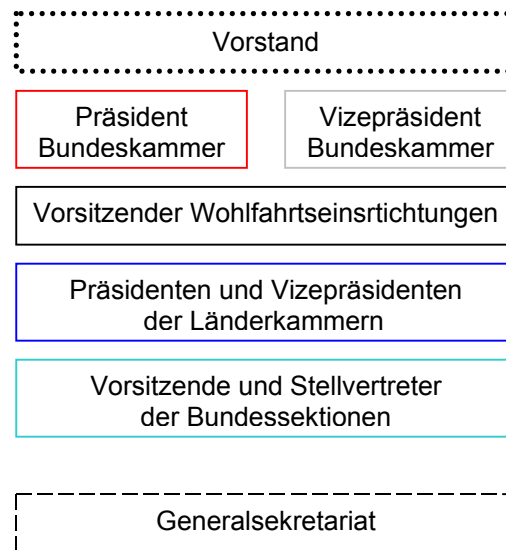 Vorstand
Präsident
Bundeskammer
Vizepräsident
Bundeskammer
Vorsitzender Wohlfahrtseinsrtichtungen
Präsidenten und Vizepräsidenten
der Länderkammern
Vorsitzende und Stellvertreter
der Bundessektionen
Generalsekretariat